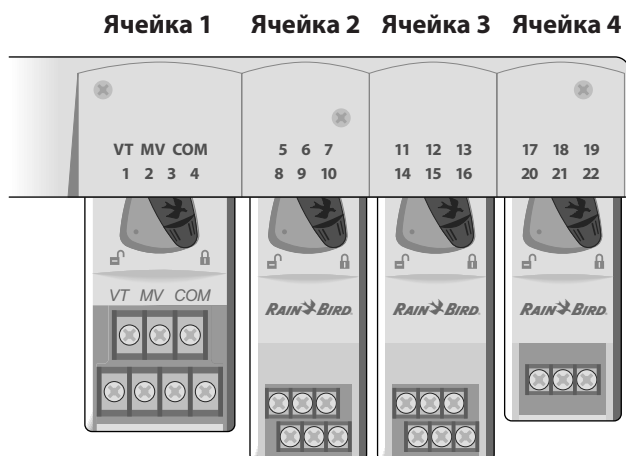 Ячейка 1 Ячейка 2 Ячейка 3 Ячейка 4
VT MV COM 5 6 7 11 12 13 17 18 19
1 2 3 4 8 9 10 14 15 16 20 21 22
VT MV COM
RAIN BIRD RAIN BIRD RAIN BIRD